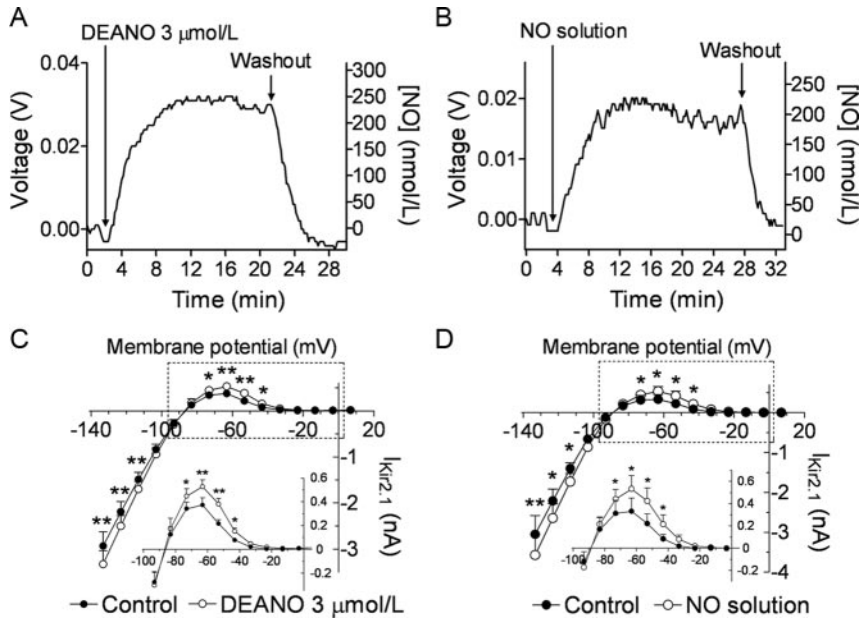 A
DEANO 3 μmol/L
Washout
Voltage (V)
0.04
0.02
0.00
[NO] (nmol/L)
300
250
200
150
100
50
0
0 4 8 12 16 20 24 28
Time (min)
B
NO solution
Washout
Voltage (V)
0.02
0.01
0.00
[NO] (nmol/L)
250
200
150
100
50
0
0 4 8 12 16 20 24 28 32
Time (min)
C
Membrane potential (mV)
* ** ** *
-140 -100 -60 -20 20
-1
-2
-3
I Kir2.1 (nA)
** ** **
* ** ** *
0.6
0.4
0.2
0
-0.2
-100 -80 -60 -40 -20
Control DEANO 3 μmol/L
D
Membrane potential (mV)
* * * *
-140 -100 -60 -20 20
-1
-2
-3
-4
I Kir2.1 (nA)
** * *
* * * *
0.6
0.4
0.2
0
-0.2
-100 -80 -60 -40 -20
Control NO solution